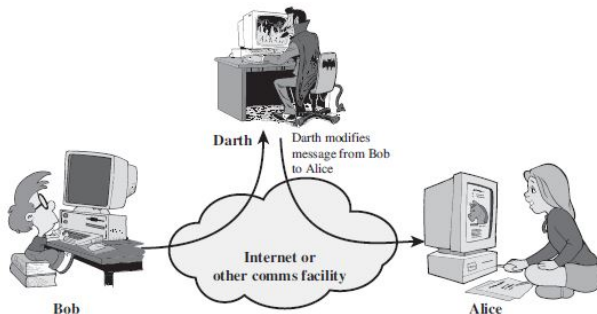 Darth
Darth modifies
message from Bob
to Alice
Internet or
other comms facility
Bob
Alice